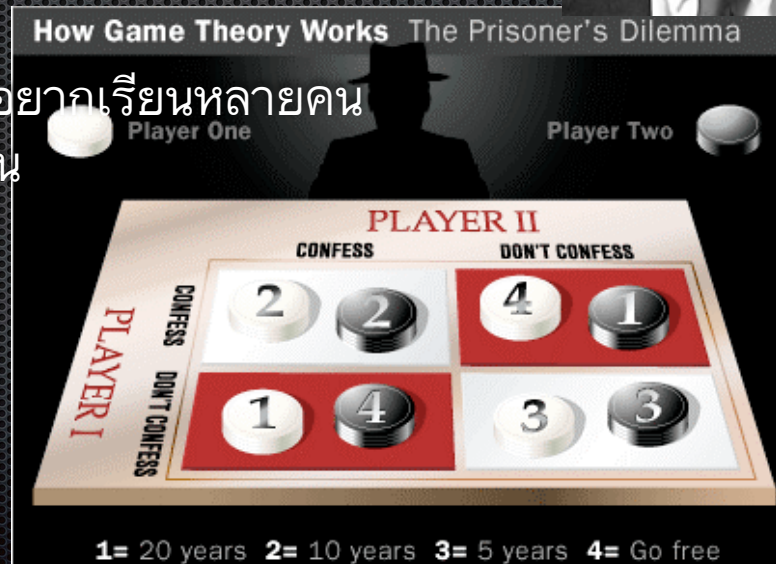 How Game Theory Works The Prisoner's Dilemma
อยากเรียนหลายคน
Player One
Player Two
น
PLAYER II
CONFESS
DON'T CONFESS
PLAYER I
CONFESS
2
2
4
1
DON'T CONFESS
1
4
3
3
1= 20 years 2= 10 years 3= 5 years 4= Go free